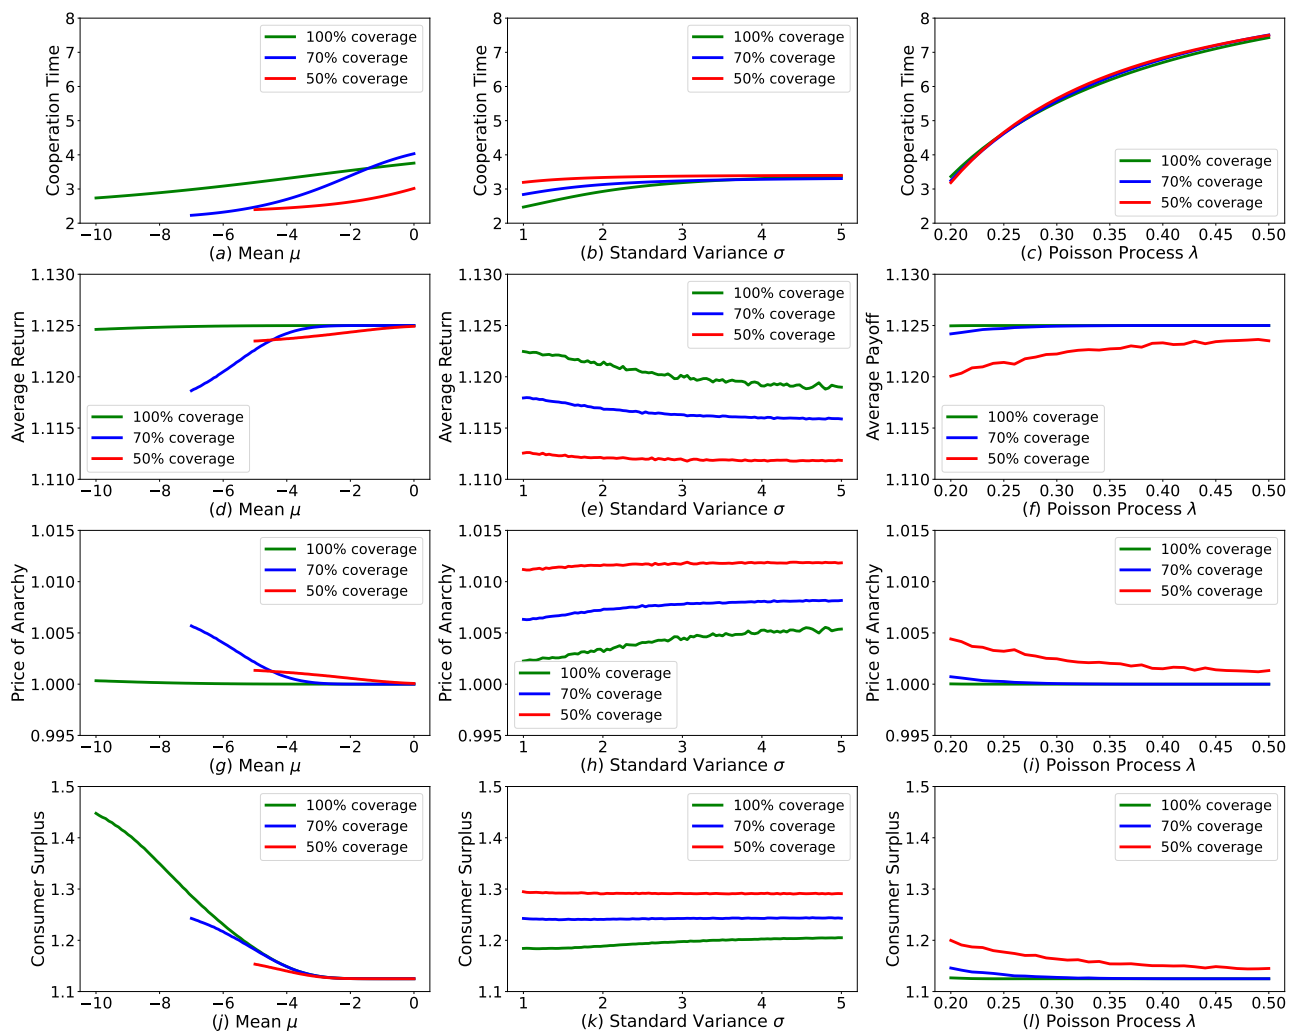 Cooperation Time
8
7
6
5
4
3
2
100% coverage
70% coverage
50% coverage
−10 −8 −6 −4 −2 0
(a) Mean μ
Cooperation Time
8
7
6
5
4
3
2
100% coverage
70% coverage
50% coverage
1 2 3 4 5
(b) Standard Variance σ
Cooperation Time
8
7
6
5
4
3
2
100% coverage
70% coverage
50% coverage
0.20 0.25 0.30 0.35 0.40 0.45 0.50
(c) Poisson Process λ
Average Return
1.130
1.125
1.120
1.115
1.110
100% coverage
70% coverage
50% coverage
−10 −8 −6 −4 −2 0
(d) Mean μ
Average Return
1.130
1.125
1.120
1.115
1.110
100% coverage
70% coverage
50% coverage
1 2 3 4 5
(e) Standard Variance σ
Average Payoff
1.130
1.125
1.120
1.115
1.110
100% coverage
70% coverage
50% coverage
0.20 0.25 0.30 0.35 0.40 0.45 0.50
(f) Poisson Process λ
Price of Anarchy
1.015
1.010
1.005
1.000
0.995
100% coverage
70% coverage
50% coverage
−10 −8 −6 −4 −2 0
(g) Mean μ
Price of Anarchy
1.015
1.010
1.005
1.000
0.995
100% coverage
70% coverage
50% coverage
1 2 3 4 5
(h) Standard Variance σ
Price of Anarchy
1.015
1.010
1.005
1.000
0.995
100% coverage
70% coverage
50% coverage
0.20 0.25 0.30 0.35 0.40 0.45 0.50
(i) Poisson Process λ
Consumer Surplus
1.5
1.4
1.3
1.2
1.1
100% coverage
70% coverage
50% coverage
−10 −8 −6 −4 −2 0
(j) Mean μ
Consumer Surplus
1.5
1.4
1.3
1.2
1.1
100% coverage
70% coverage
50% coverage
1 2 3 4 5
(k) Standard Variance σ
Consumer Surplus
1.5
1.4
1.3
1.2
1.1
100% coverage
70% coverage
50% coverage
0.20 0.25 0.30 0.35 0.40 0.45 0.50
(l) Poisson Process λ